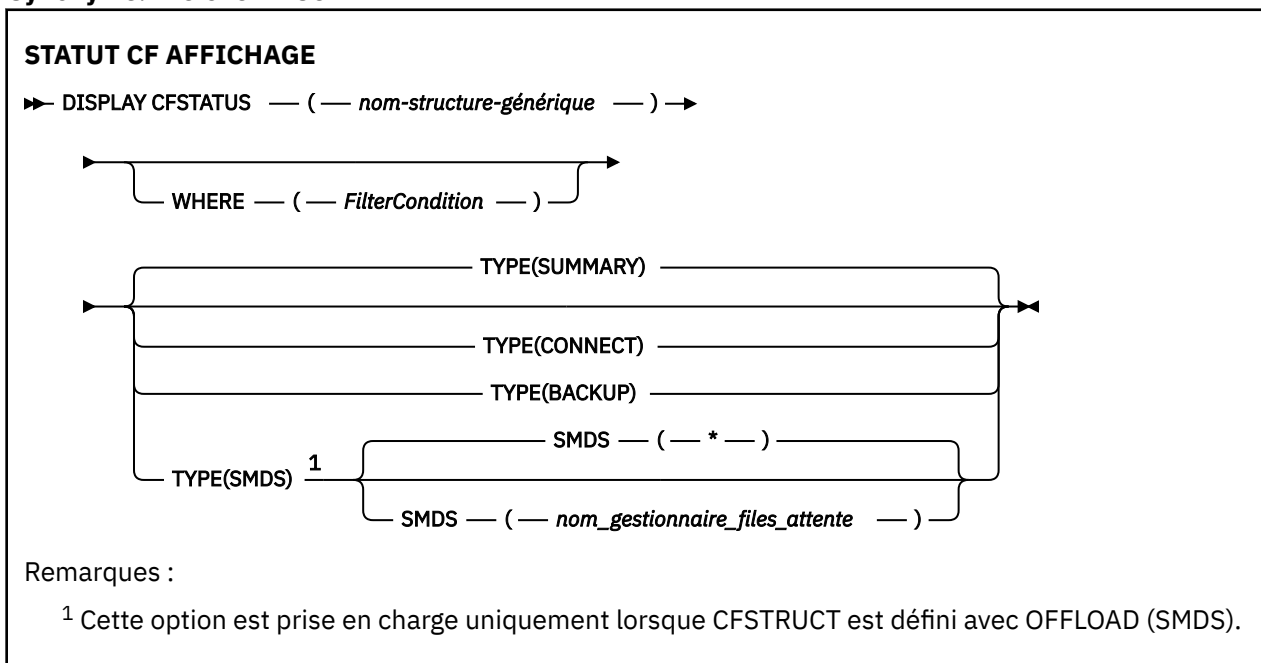 STATUT CF AFFICHAGE
DISPLAY CFSTATUS — ( — nom-structure-générique — )
WHERE — ( — FilterCondition — )
TYPE(SUMMARY)
TYPE(CONNECT)
TYPE(BACKUP)
SMDS — ( — * — )
TYPE(SMDS) 1
SMDS — ( — nom_gestionnaire_files_attente — )
Remarques :
1 Cette option est prise en charge uniquement lorsque CFSTRUCT est défini avec OFFLOAD (SMDS).